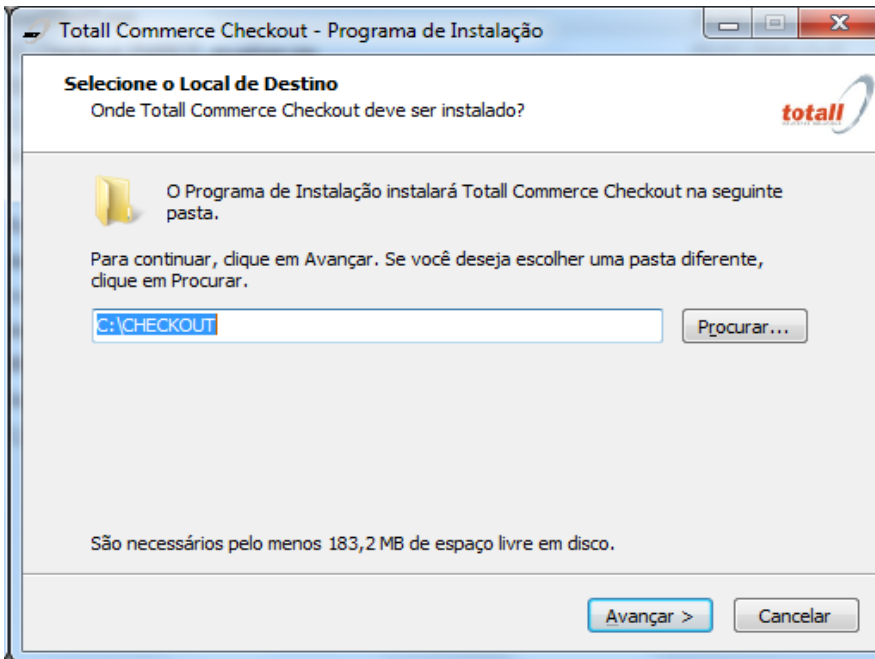 Totall Commerce Checkout - Programa de Instalação
Selecione o Local de Destino
Onde Totall Commerce Checkout deve ser instalado?
totall
O Programa de Instalação instalará Totall Commerce Checkout na seguinte
pasta.
Para continuar, clique em Avançar. Se você deseja escolher uma pasta diferente,
clique em Procurar.
C:\CHECKOUT
Procurar...
São necessários pelo menos 183,2 MB de espaço livre em disco.
Avançar >
Cancelar